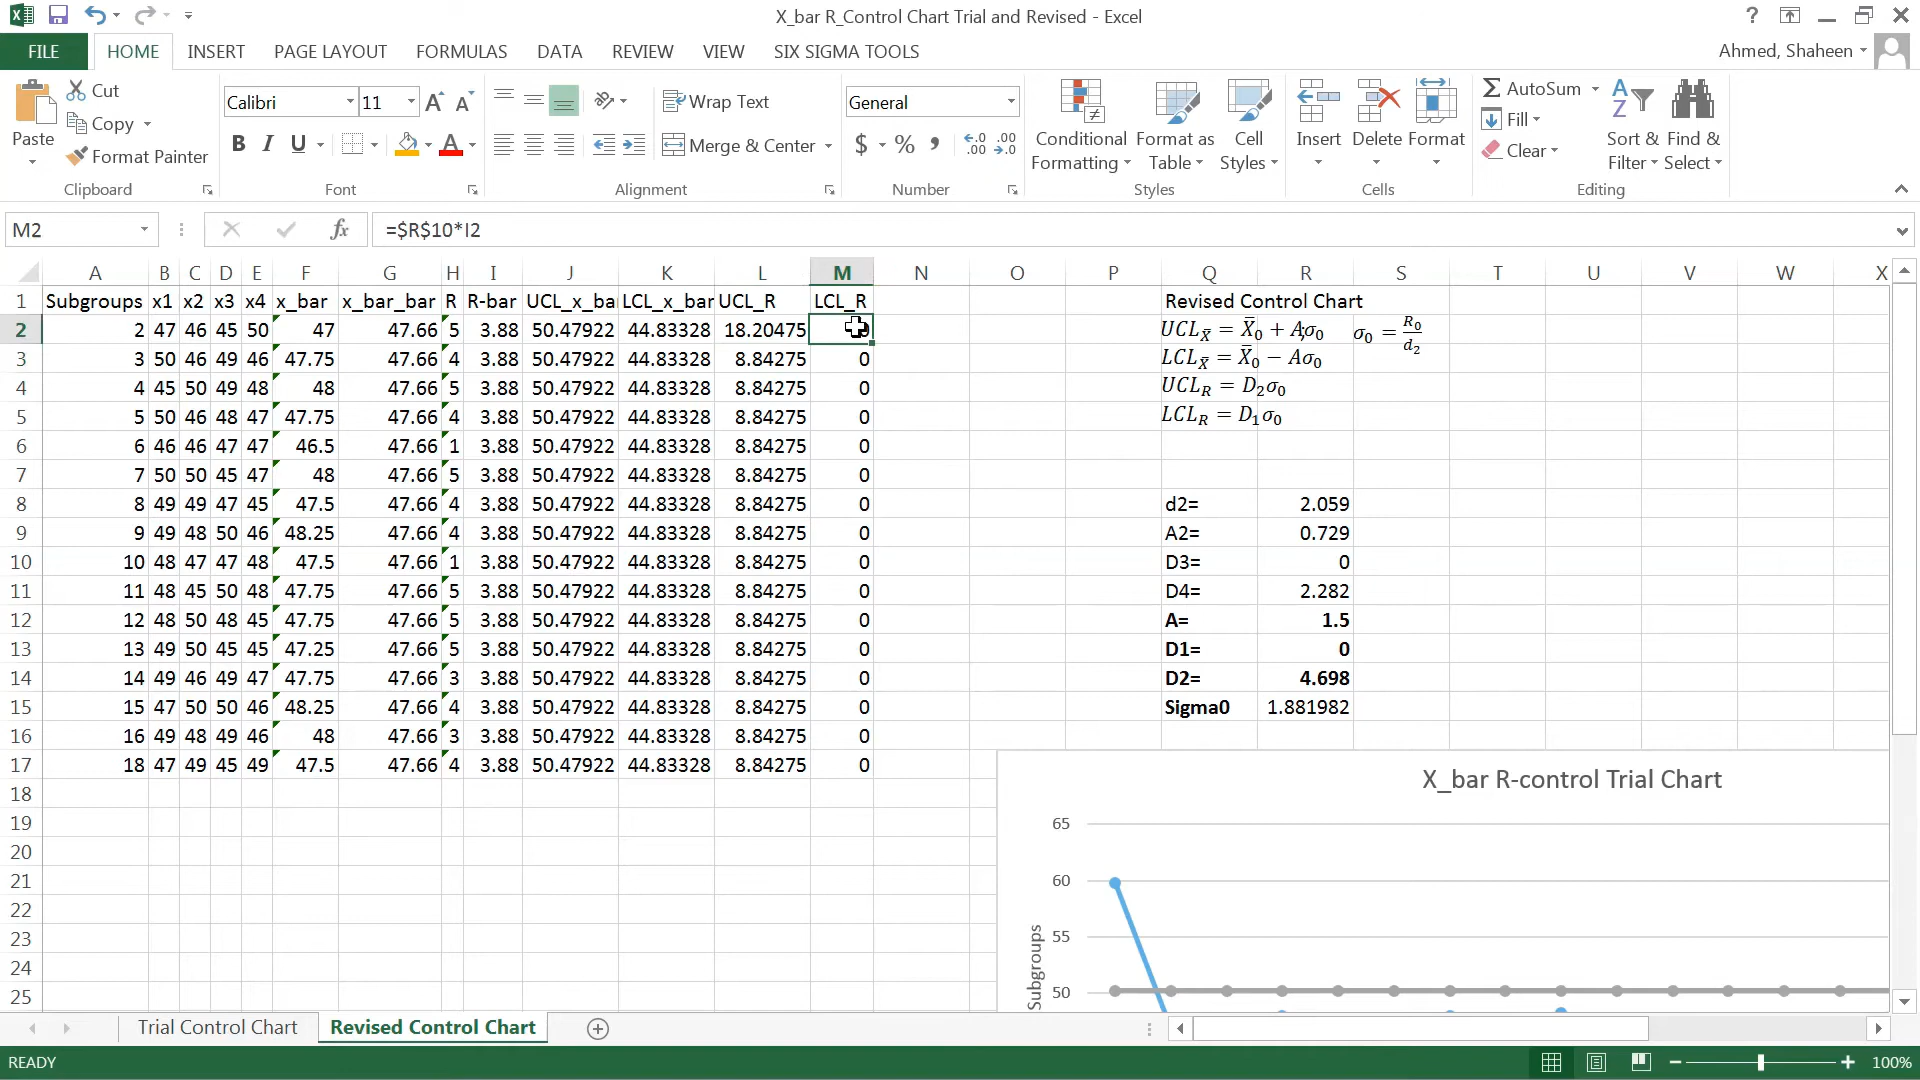 X_bar R_Control Chart Trial and Revised - Excel
FILE HOME INSERT PAGE LAYOUT FORMULAS DATA REVIEW VIEW SIX SIGMA TOOLS Ahmed, Shaheen
Paste Cut Copy Format Painter
Calibri 11
Wrap Text
Merge & Center
General
Conditional Formatting Format as Table Cell Styles
Insert Delete Format
AutoSum Fill Clear
Sort & Filter Find & Select
Clipboard Font Alignment Number Styles Cells Editing
M2 fx =$R$10*I2
A B C D E F G H I J K L M N O P Q R S T U V W X
1 Subgroups x1 x2 x3 x4 x_bar x_bar_bar R R-bar UCL_x_bar LCL_x_bar UCL_R LCL_R Revised Control Chart
2 2 47 46 45 50 47 47.66 5 3.88 50.47922 44.83328 18.20475 UCL_X̄ = X̄₀ + Aσ₀ σ₀ = R₀/d₂
3 3 50 46 49 46 47.75 47.66 4 3.88 50.47922 44.83328 8.84275 0 LCL_X̄ = X̄₀ − Aσ₀
4 4 45 50 49 48 48 47.66 5 3.88 50.47922 44.83328 8.84275 0 UCL_R = D₂σ₀
5 5 50 46 48 47 47.75 47.66 4 3.88 50.47922 44.83328 8.84275 0 LCL_R = D₁σ₀
6 6 46 46 47 47 46.5 47.66 1 3.88 50.47922 44.83328 8.84275 0
7 7 50 50 45 47 48 47.66 5 3.88 50.47922 44.83328 8.84275 0
8 8 49 49 47 45 47.5 47.66 4 3.88 50.47922 44.83328 8.84275 0 d2= 2.059
9 9 49 48 50 46 48.25 47.66 4 3.88 50.47922 44.83328 8.84275 0 A2= 0.729
10 10 48 47 47 48 47.5 47.66 1 3.88 50.47922 44.83328 8.84275 0 D3= 0
11 11 48 45 50 48 47.75 47.66 5 3.88 50.47922 44.83328 8.84275 0 D4= 2.282
12 12 48 50 48 45 47.75 47.66 5 3.88 50.47922 44.83328 8.84275 0 A= 1.5
13 13 49 50 45 45 47.25 47.66 5 3.88 50.47922 44.83328 8.84275 0 D1= 0
14 14 49 46 49 47 47.75 47.66 3 3.88 50.47922 44.83328 8.84275 0 D2= 4.698
15 15 47 50 50 46 48.25 47.66 4 3.88 50.47922 44.83328 8.84275 0 Sigma0 1.881982
16 16 49 48 49 46 48 47.66 3 3.88 50.47922 44.83328 8.84275 0
17 18 47 49 45 49 47.5 47.66 4 3.88 50.47922 44.83328 8.84275 0
18
19
20
21
22
23
24
25
X_bar R-control Trial Chart
65
60
55
50
Subgroups
Trial Control Chart Revised Control Chart
READY 100%